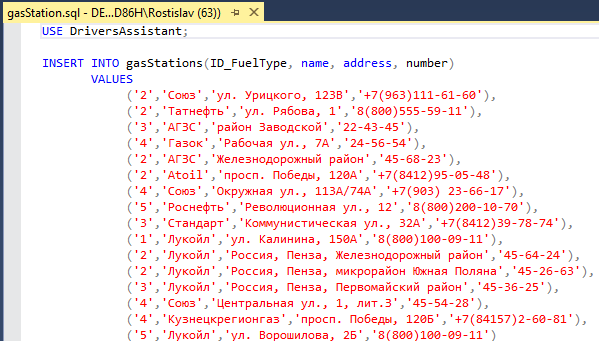 gasStation.sql - DE...D86H\Rostislav (63))
USE DriversAssistant;
INSERT INTO gasStations(ID_FuelType, name, address, number)
VALUES
('2','Союз','ул. Урицкого, 123В','+7(963)111-61-60'),
('2','Татнефть','ул. Рябова, 1','8(800)555-59-11'),
('3','АГЗС','район Заводской','22-43-45'),
('4','Газок','Рабочая ул., 7А','24-56-54'),
('2','АГЗС','Железнодорожный район','45-68-23'),
('2','Atoil','просп. Победы, 120А','+7(8412)95-05-48'),
('4','Союз','Окружная ул., 113А/74А','+7(903) 23-66-17'),
('5','Роснефть','Революционная ул., 12','8(800)200-10-70'),
('3','Стандарт','Коммунистическая ул., 32А','+7(8412)39-78-74'),
('1','Лукойл','ул. Калинина, 150А','8(800)100-09-11'),
('2','Лукойл','Россия, Пенза, Железнодорожный район','45-64-24'),
('2','Лукойл','Россия, Пенза, микрорайон Южная Поляна','45-26-63'),
('3','Лукойл','Россия, Пенза, Первомайский район','45-36-25'),
('4','Союз','Центральная ул., 1, лит.З','45-54-28'),
('4','Кузнецкрегионгаз','просп. Победы, 120Б','+7(84157)2-60-81'),
('5','Лукойл','ул. Ворошилова, 2Б','8(800)100-09-11')